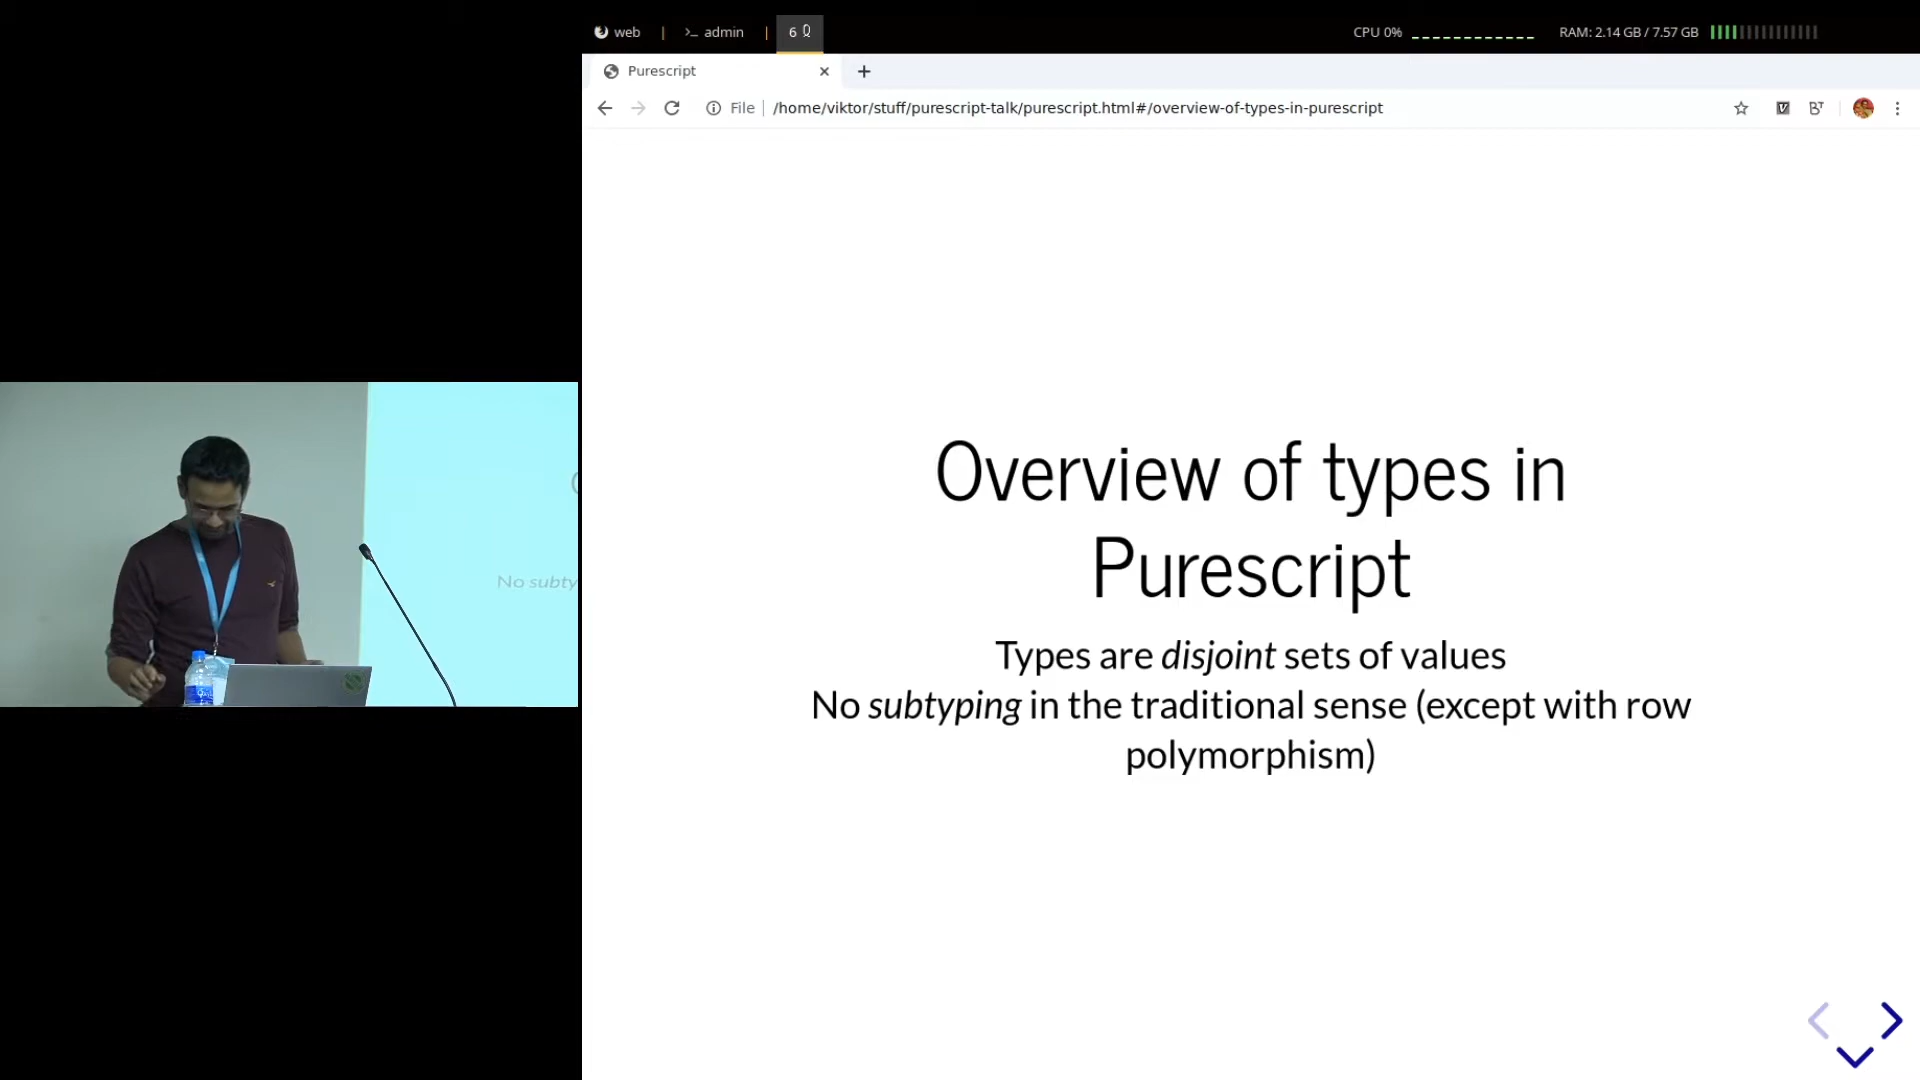 web | >_ admin | 6
CPU 0%
RAM: 2.14 GB / 7.57 GB
Purescript
File | /home/viktor/stuff/purescript-talk/purescript.html#/overview-of-types-in-purescript
Overview of types in
Purescript
Types are disjoint sets of values
No subtyping in the traditional sense (except with row
polymorphism)
No subty